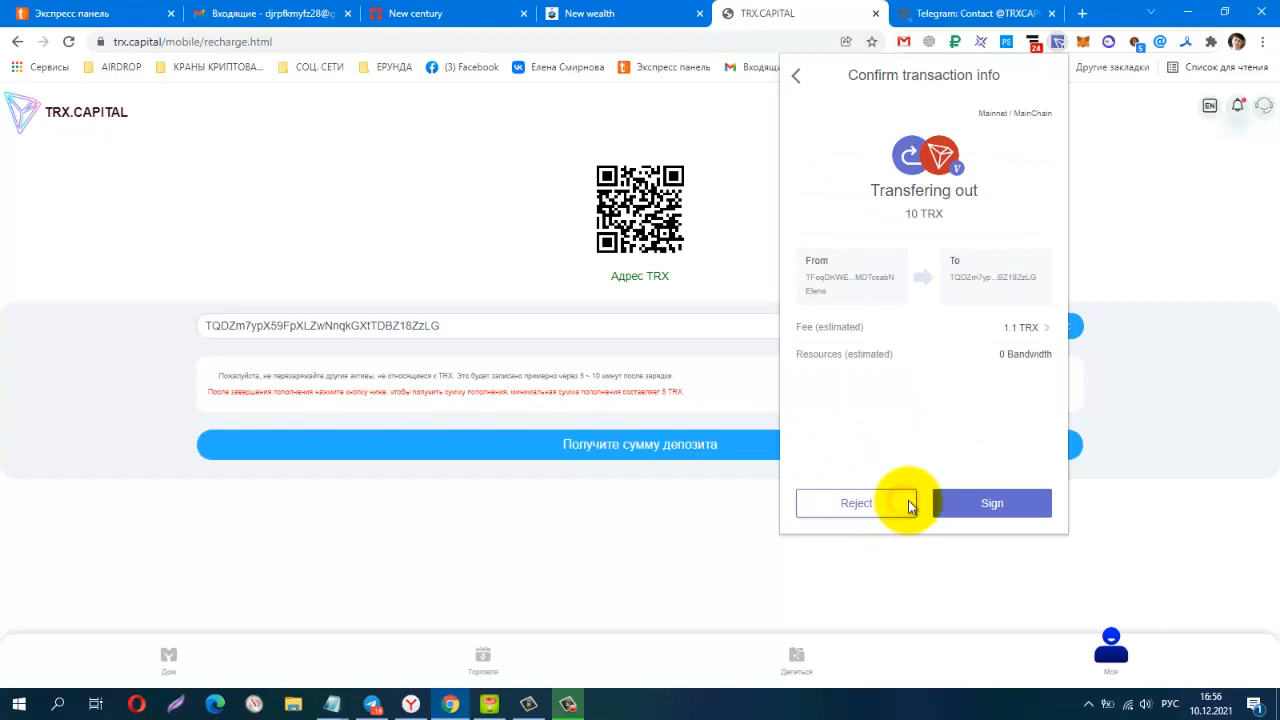 Экспресс панель
Входящие - djrpfkmyfz28@g
New century
New wealth
TRX.CAPITAL
Telegram: Contact @TRXCAP
trx.capital/mobile/recharge.html
24
5
Сервисы
AIRDROP
КРАНЫ КРИПТОВА...
СОЦ. СЕТИ
ЕРУНДА
(3) Facebook
Елена Смирнова
Экспресс панель
Входящ
Другие закладки
Список для чтения
TRX.CAPITAL
EN
Confirm transaction info
Mainnet / MainChain
Transfering out
10 TRX
From
TFoqDKWE...MDTcsabN
Elena
To
TQDZm7yp...BZ18ZzLG
Fee (estimated)
1.1 TRX
Resources (estimated)
0 Bandwidth
Reject
Sign
Адрес TRX
TQDZm7ypX59FpXLZwNnqkGXtTDBZ18ZzLG
Пожалуйста, не перезаряжайте другие активы, не относящиеся к TRX. Это будет записано примерно через 5 ~ 10 минут после зарядки.
После завершения пополнения нажмите кнопку ниже, чтобы получить сумму пополнения, минимальная сумма пополнения составляет 5 TRX.
Получите сумму депозита
Дом
Торговля
Делиться
Моя
РУС
16:56
10.12.2021